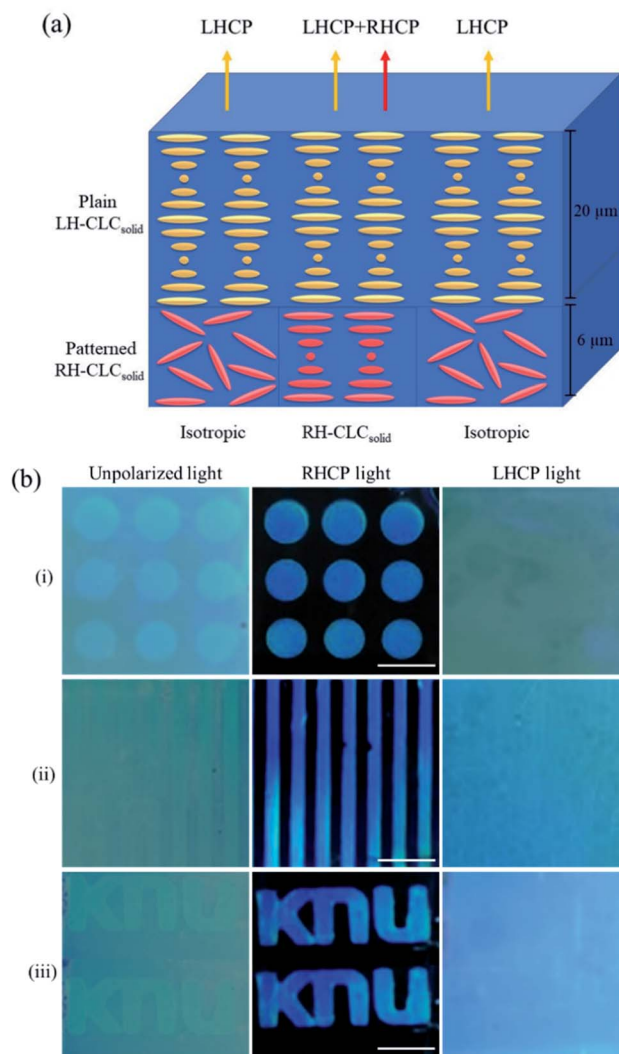 (a)
LHCP LHCP+RHCP LHCP
Plain
LH-CLCsolid
20 µm
Patterned
RH-CLCsolid
6 µm
Isotropic RH-CLCsolid Isotropic
(b) Unpolarized light RHCP light LHCP light
(i)
(ii)
(iii)
knu knu
knu knu